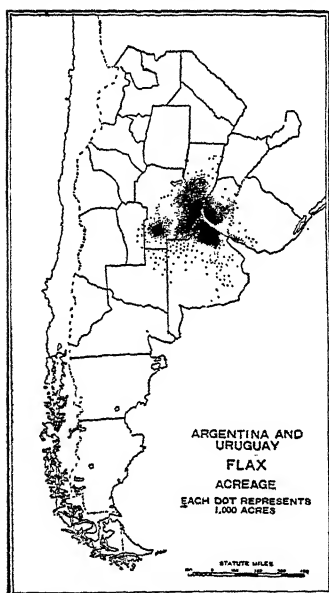 ARGENTINA AND
URUGUAY
FLAX
ACREAGE
EACH DOT REPRESENTS
1,000 ACRES
STATUTE MILES